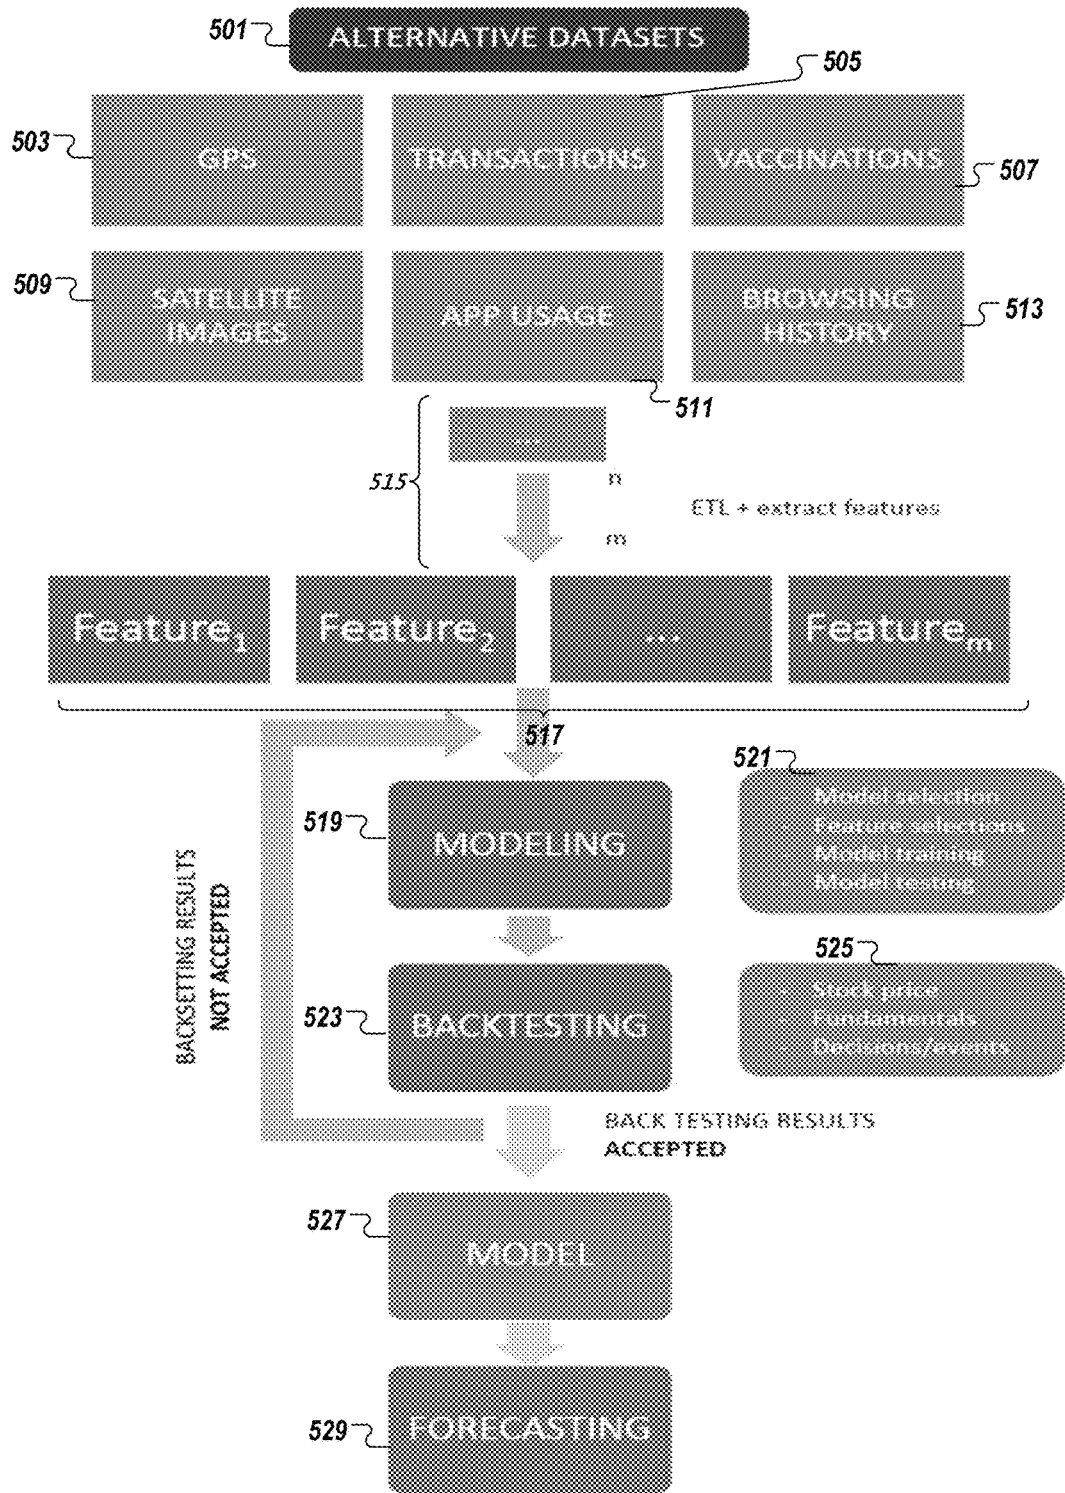 501
ALTERNATIVE DATASETS
505
503
GPS
TRANSACTIONS
VACCINATIONS
507
509
SATELLITE
IMAGES
APP USAGE
BROWSING
HISTORY
513
511
...
515
n
ETL + extract features
m
Feature1
Feature2
...
Featurem
517
519
MODELING
521
Model selection
Feature selections
Model training
Model testing
BACKSETTING RESULTS
NOT ACCEPTED
523
BACKTESTING
525
Stock price
Fundamentals
Decisions/events
BACK TESTING RESULTS
ACCEPTED
527
MODEL
529
FORECASTING